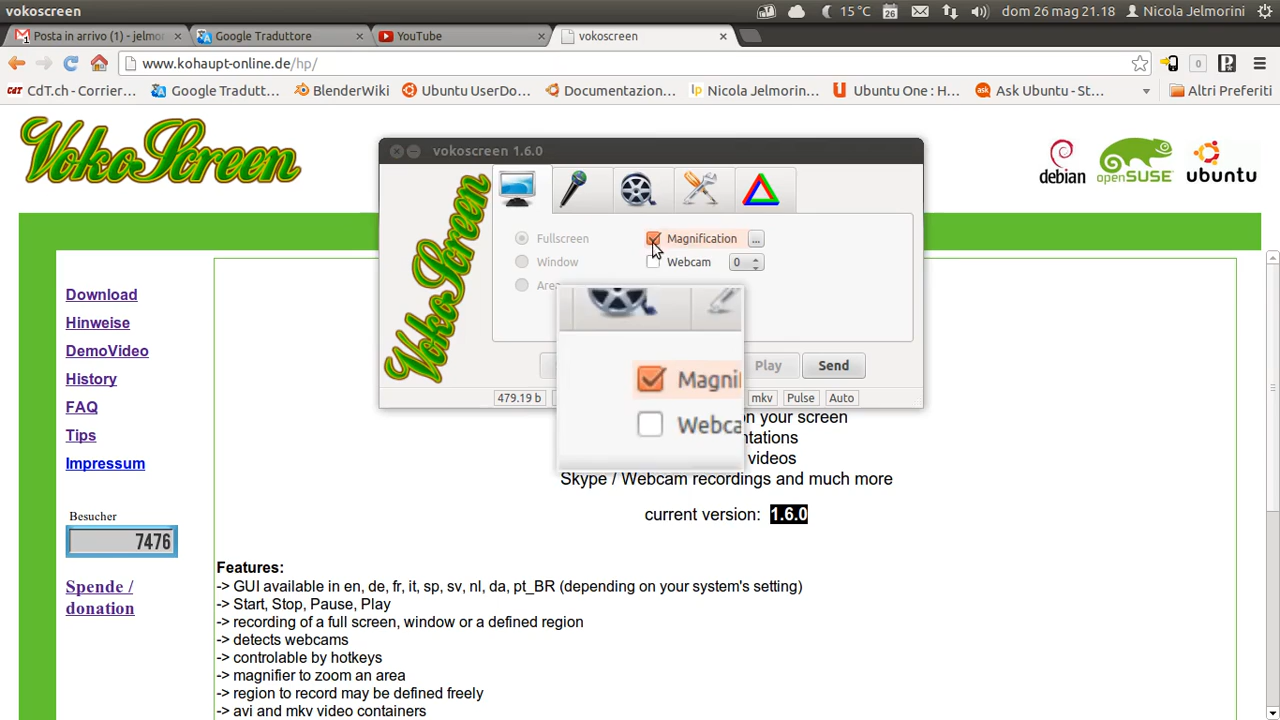 vokoscreen
15 °C
26
dom 26 mag 21.18
Nicola Jelmorini
Posta in arrivo (1) - jelmo
Google Traduttore
YouTube
vokoscreen
www.kohaupt-online.de/hp/
0
CdT.ch - Corrier...
Google Tradutt...
BlenderWiki
Ubuntu UserDo...
Documentazion...
Nicola Jelmorin...
Ubuntu One : H...
Ask Ubuntu - St...
Altri Preferiti
VokoScreen
debian
openSUSE
ubuntu
vokoscreen 1.6.0
VokoScreen
Fullscreen
Magnification
...
Window
Webcam
0
Area
Magni
Webca
Play
Send
479.19 b
mkv
Pulse
Auto
Download
Hinweise
DemoVideo
History
FAQ
Tips
Impressum
Besucher
7476
Spende /
donation
on your screen
ntations
videos
Skype / Webcam recordings and much more
current version: 1.6.0
Features:
-> GUI available in en, de, fr, it, sp, sv, nl, da, pt_BR (depending on your system's setting)
-> Start, Stop, Pause, Play
-> recording of a full screen, window or a defined region
-> detects webcams
-> controlable by hotkeys
-> magnifier to zoom an area
-> region to record may be defined freely
-> avi and mkv video containers